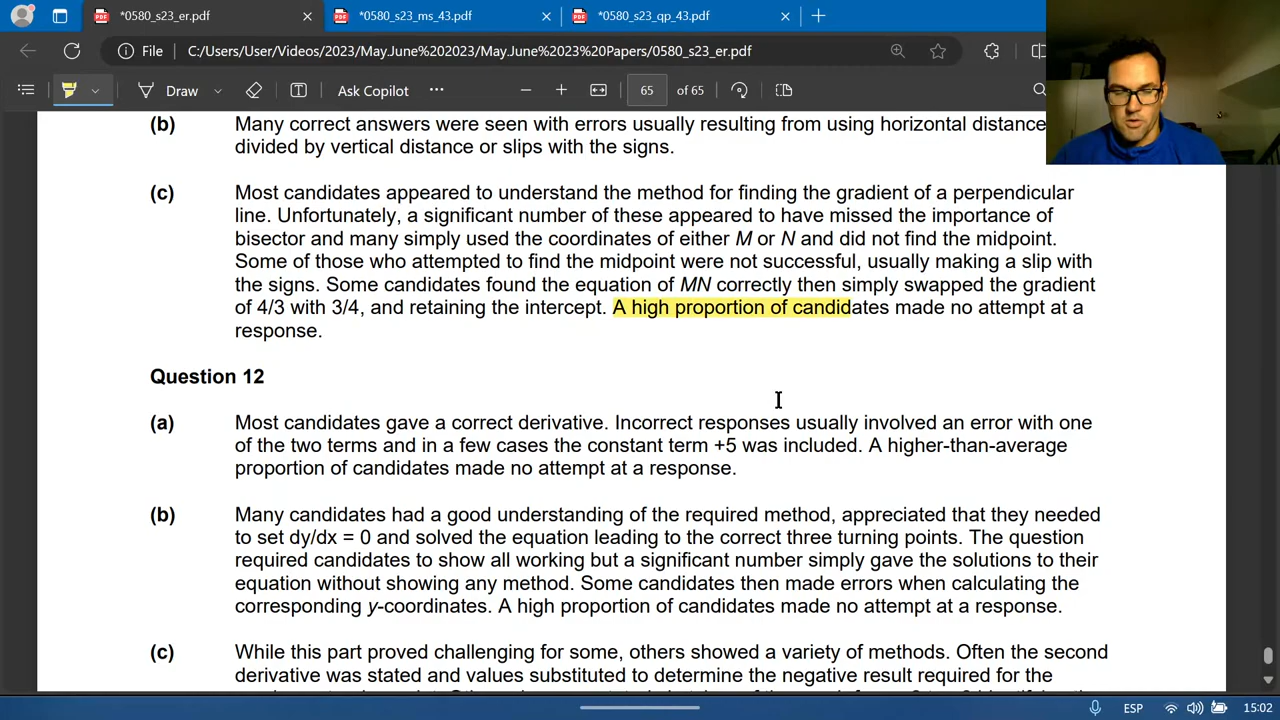 *0580_s23_er.pdf
*0580_s23_ms_43.pdf
*0580_s23_qp_43.pdf
File
C:/Users/User/Videos/2023/May.June%202023/May.June%2023%20Papers/0580_s23_er.pdf
Draw
Ask Copilot
65
of 65
(b) Many correct answers were seen with errors usually resulting from using horizontal distance
divided by vertical distance or slips with the signs.
(c) Most candidates appeared to understand the method for finding the gradient of a perpendicular
line. Unfortunately, a significant number of these appeared to have missed the importance of
bisector and many simply used the coordinates of either M or N and did not find the midpoint.
Some of those who attempted to find the midpoint were not successful, usually making a slip with
the signs. Some candidates found the equation of MN correctly then simply swapped the gradient
of 4/3 with 3/4, and retaining the intercept. A high proportion of candidates made no attempt at a
response.
Question 12
(a) Most candidates gave a correct derivative. Incorrect responses usually involved an error with one
of the two terms and in a few cases the constant term +5 was included. A higher-than-average
proportion of candidates made no attempt at a response.
(b) Many candidates had a good understanding of the required method, appreciated that they needed
to set dy/dx = 0 and solved the equation leading to the correct three turning points. The question
required candidates to show all working but a significant number simply gave the solutions to their
equation without showing any method. Some candidates then made errors when calculating the
corresponding y-coordinates. A high proportion of candidates made no attempt at a response.
(c) While this part proved challenging for some, others showed a variety of methods. Often the second
derivative was stated and values substituted to determine the negative result required for the
ESP
15:02